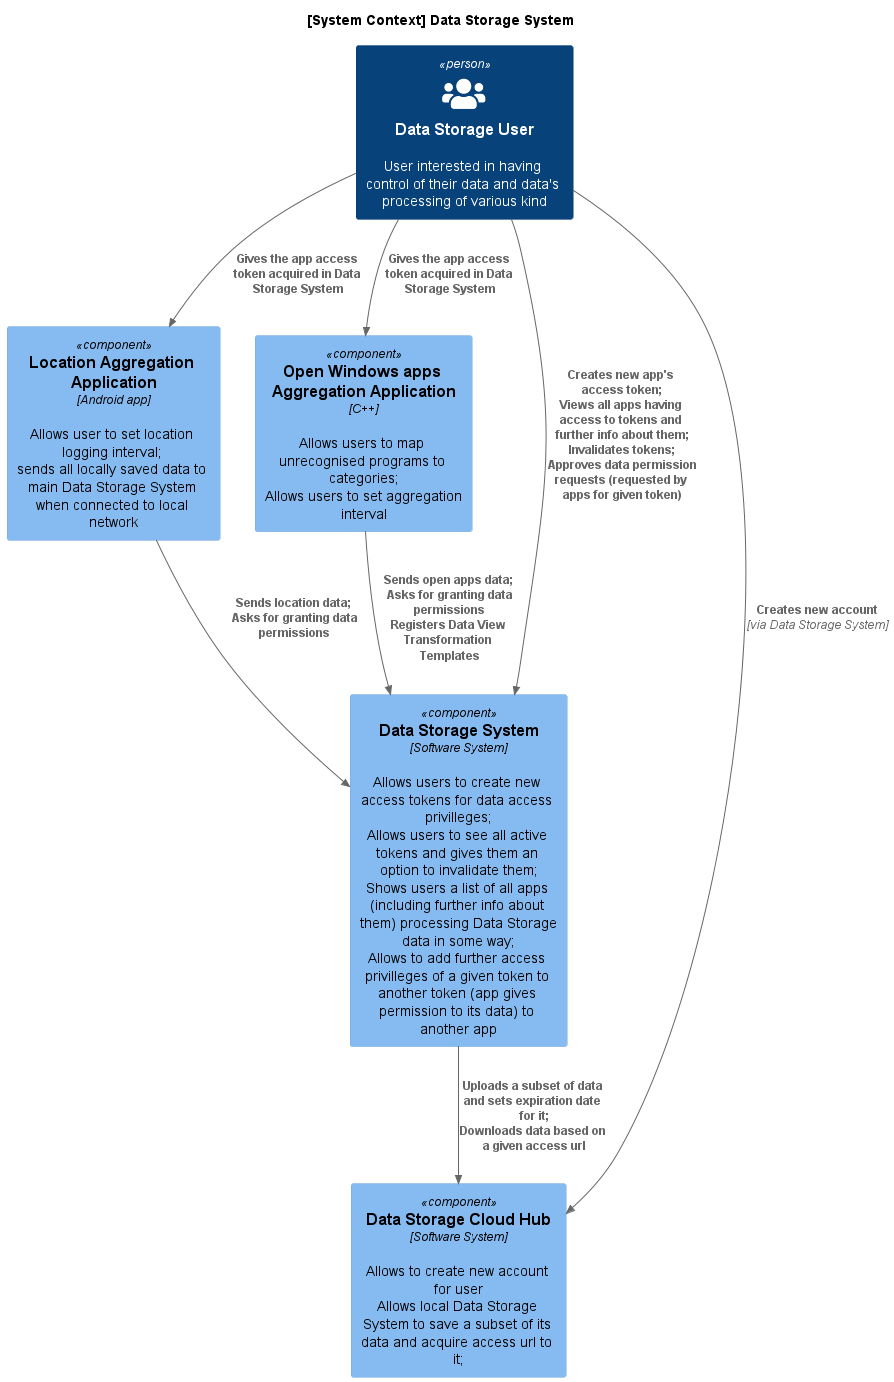 [System Context] Data Storage System
«person»
Data Storage User
User interested in having
control of their data and data's
processing of various kind
Gives the app access
token acquired in Data
Storage System
Gives the app access
token acquired in Data
Storage System
«component»
Location Aggregation
Application
[Android app]
Allows user to set location
logging interval;
sends all locally saved data to
main Data Storage System
when connected to local
network
«component»
Open Windows apps
Aggregation Application
[C++]
Allows users to map
unrecognised programs to
categories;
Allows users to set aggregation
interval
Creates new app's
access token;
Views all apps having
access to tokens and
further info about them;
Invalidates tokens;
Approves data permission
requests (requested by
apps for given token)
Sends location data;
Asks for granting data
permissions
Sends open apps data;
Asks for granting data
permissions
Registers Data View
Transformation
Templates
Creates new account
[via Data Storage System]
«component»
Data Storage System
[Software System]
Allows users to create new
access tokens for data access
privilleges;
Allows users to see all active
tokens and gives them an
option to invalidate them;
Shows users a list of all apps
(including further info about
them) processing Data Storage
data in some way;
Allows to add further access
privilleges of a given token to
another token (app gives
permission to its data) to
another app
Uploads a subset of data
and sets expiration date
for it;
Downloads data based on
a given access url
«component»
Data Storage Cloud Hub
[Software System]
Allows to create new account
for user
Allows local Data Storage
System to save a subset of its
data and acquire access url to
it;